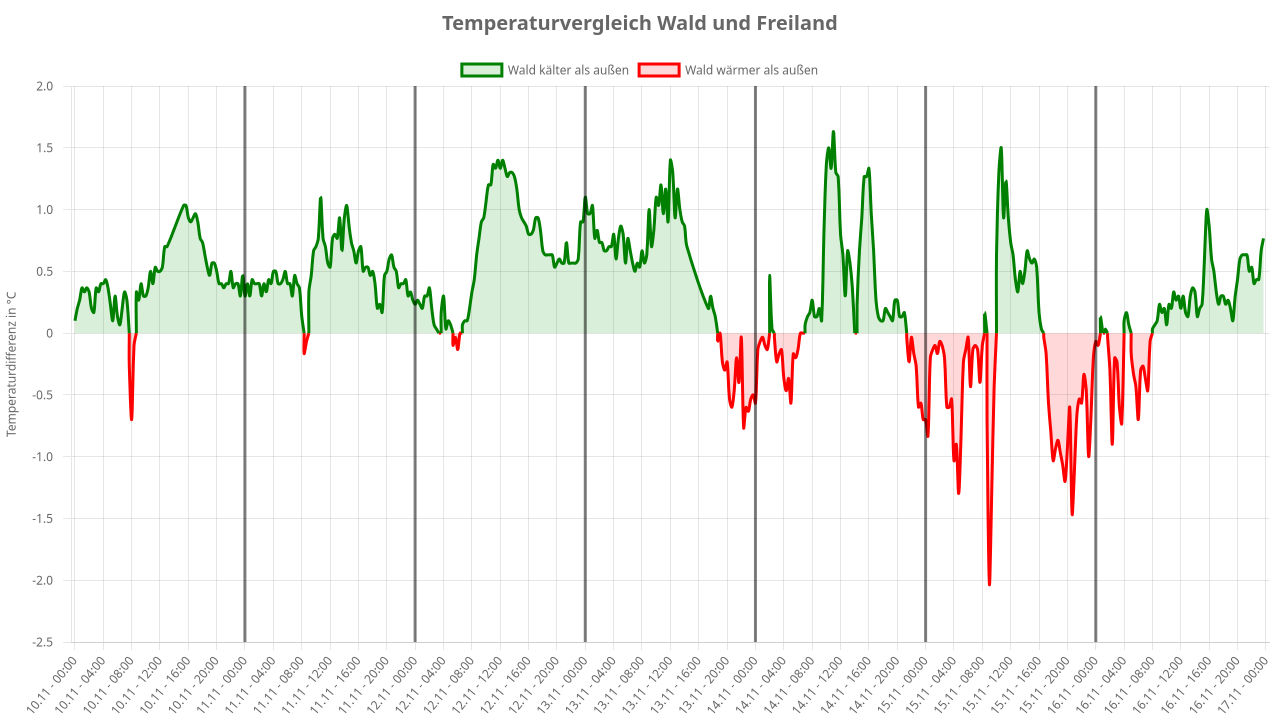 Temperaturvergleich Wald und Freiland
Wald kälter als außen
Wald wärmer als außen
Temperaturdifferenz in °C
2.0
1.5
1.0
0.5
0
-0.5
-1.0
-1.5
-2.0
-2.5
10.11 - 00:00
10.11 - 04:00
10.11 - 08:00
10.11 - 12:00
10.11 - 16:00
10.11 - 20:00
11.11 - 00:00
11.11 - 04:00
11.11 - 08:00
11.11 - 12:00
11.11 - 16:00
11.11 - 20:00
12.11 - 00:00
12.11 - 04:00
12.11 - 08:00
12.11 - 12:00
12.11 - 16:00
12.11 - 20:00
13.11 - 00:00
13.11 - 04:00
13.11 - 08:00
13.11 - 12:00
13.11 - 16:00
13.11 - 20:00
14.11 - 00:00
14.11 - 04:00
14.11 - 08:00
14.11 - 12:00
14.11 - 16:00
14.11 - 20:00
15.11 - 00:00
15.11 - 04:00
15.11 - 08:00
15.11 - 12:00
15.11 - 16:00
15.11 - 20:00
16.11 - 00:00
16.11 - 04:00
16.11 - 08:00
16.11 - 12:00
16.11 - 16:00
16.11 - 20:00
17.11 - 00:00